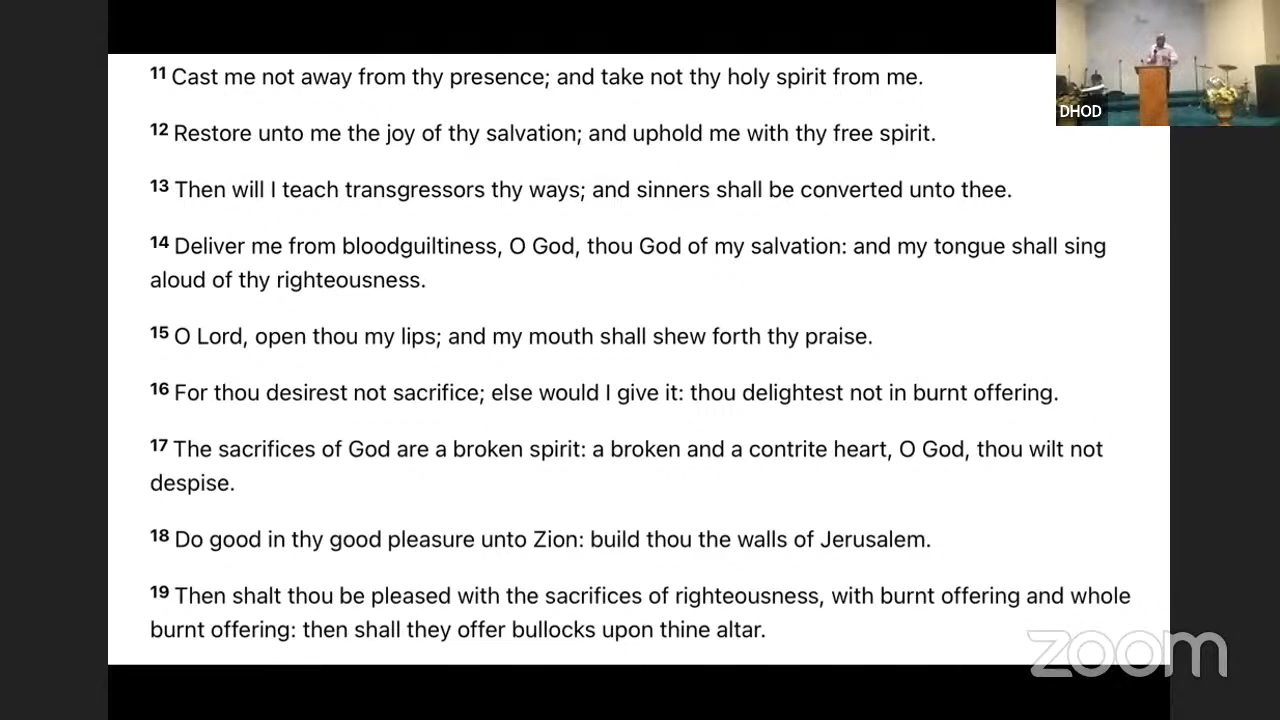 11 Cast me not away from thy presence; and take not thy holy spirit from me.
12 Restore unto me the joy of thy salvation; and uphold me with thy free spirit.
13 Then will I teach transgressors thy ways; and sinners shall be converted unto thee.
14 Deliver me from bloodguiltiness, O God, thou God of my salvation: and my tongue shall sing
aloud of thy righteousness.
15 O Lord, open thou my lips; and my mouth shall shew forth thy praise.
16 For thou desirest not sacrifice; else would I give it: thou delightest not in burnt offering.
17 The sacrifices of God are a broken spirit: a broken and a contrite heart, O God, thou wilt not
despise.
18 Do good in thy good pleasure unto Zion: build thou the walls of Jerusalem.
19 Then shalt thou be pleased with the sacrifices of righteousness, with burnt offering and whole
burnt offering: then shall they offer bullocks upon thine altar.
DHOD
zoom